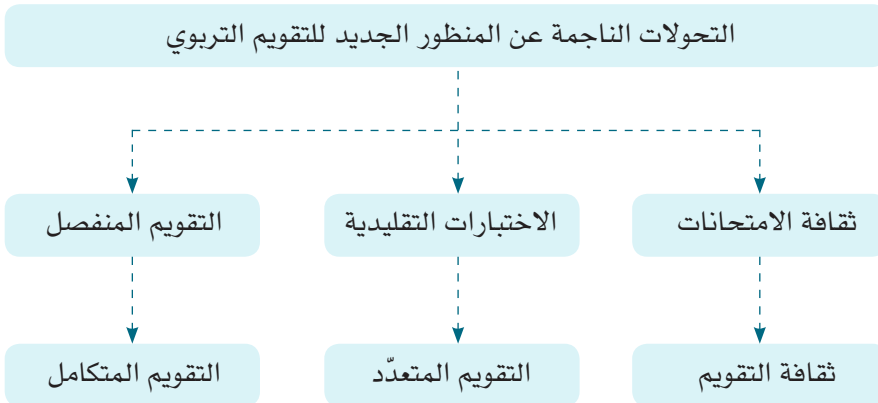 التحولات الناجمة عن المنظور الجديد للتقويم التربوي
ثقافة الامتحانات
الاختبارات التقليدية
التقويم المنفصل
ثقافة التقويم
التقويم المتعدّد
التقويم المتكامل